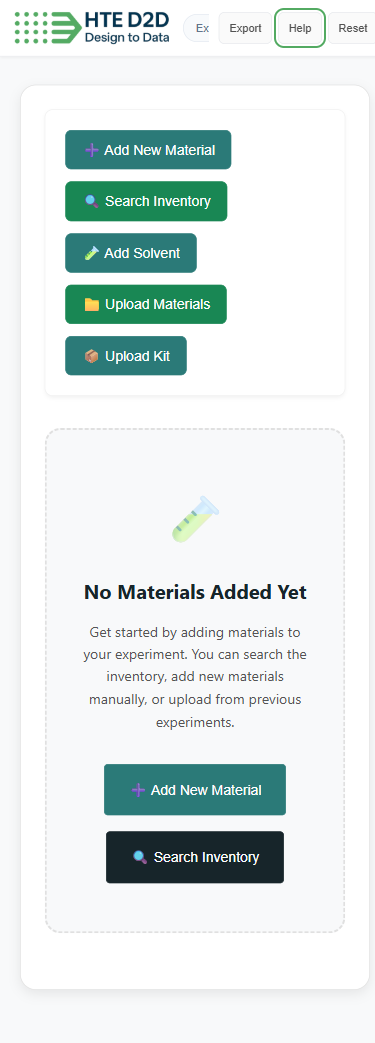 HTE D2D
Design to Data
Ex
Export
Help
Reset
Add New Material
Search Inventory
Add Solvent
Upload Materials
Upload Kit
No Materials Added Yet
Get started by adding materials to
your experiment. You can search the
inventory, add new materials
manually, or upload from previous
experiments.
Add New Material
Search Inventory